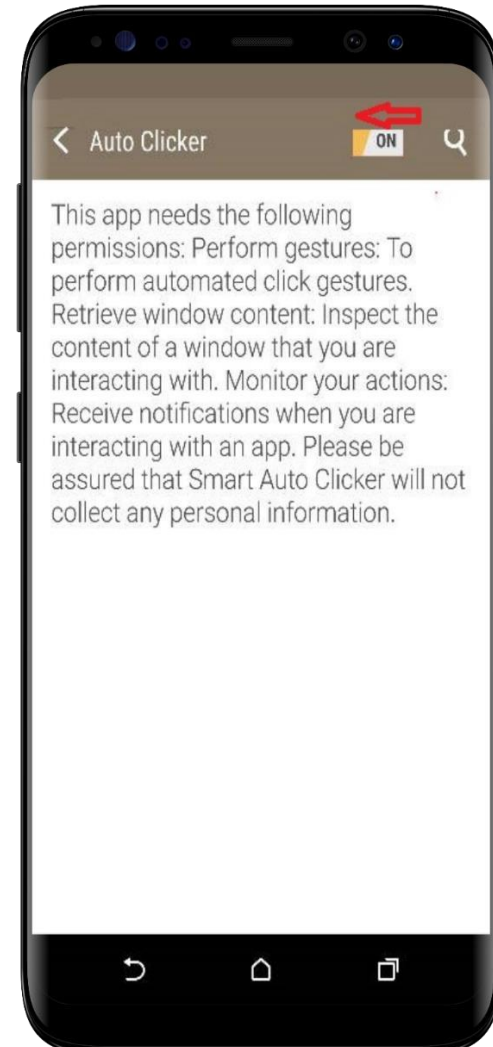 Auto Clicker
ON
This app needs the following
permissions: Perform gestures: To
perform automated click gestures.
Retrieve window content: Inspect the
content of a window that you are
interacting with. Monitor your actions:
Receive notifications when you are
interacting with an app. Please be
assured that Smart Auto Clicker will not
collect any personal information.